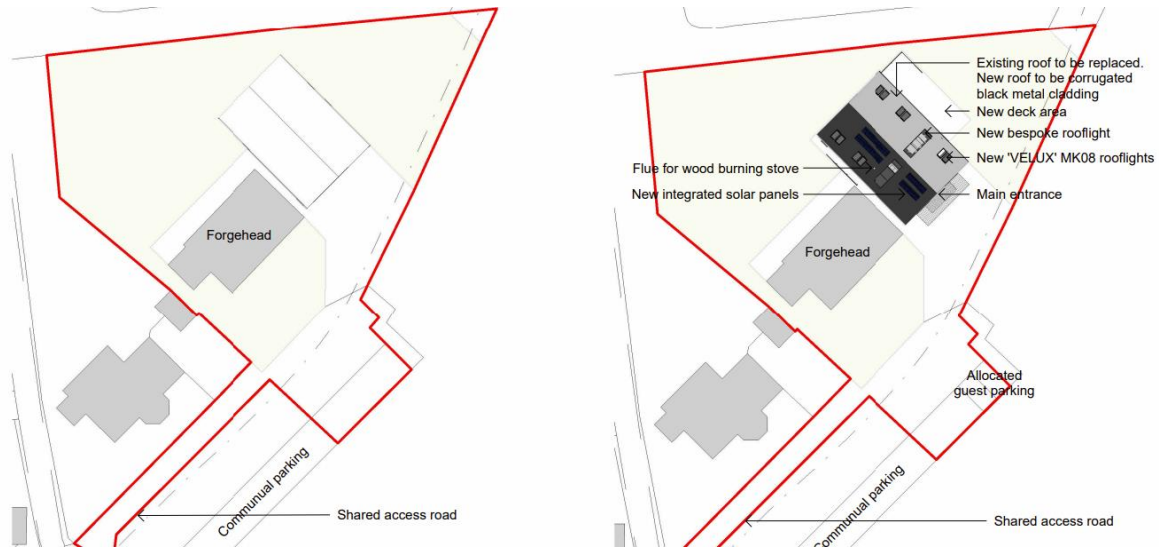 Forgehead
Communual parking
Shared access road
Existing roof to be replaced.
New roof to be corrugated
black metal cladding
New deck area
New bespoke rooflight
New 'VELUX' MK08 rooflights
Flue for wood burning stove
New integrated solar panels
Main entrance
Forgehead
Allocated
guest parking
Communual parking
Shared access road